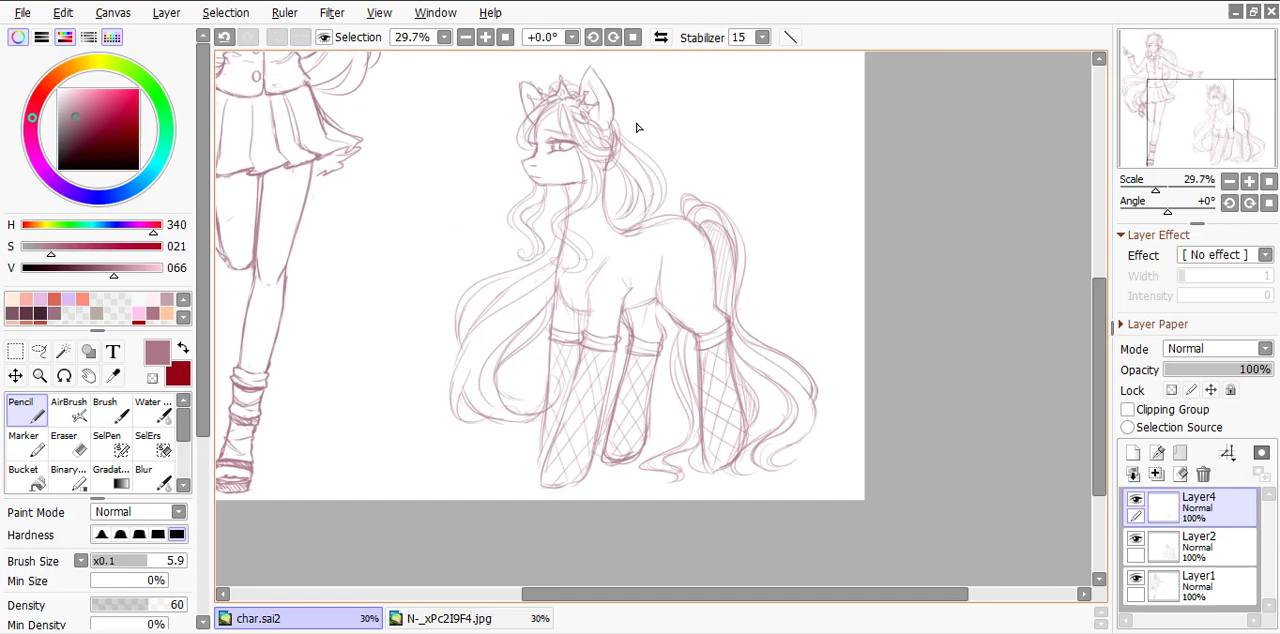 File Edit Canvas Layer Selection Ruler Filter View Window Help
Selection 29.7% +0.0° Stabilizer 15
Scale 29.7%
Angle +0°
H 340
S 021
V 066
Layer Effect
Effect [ No effect ]
Width 1
Intensity 0
Layer Paper
Mode Normal
Opacity 100%
Lock
Clipping Group
Selection Source
T
Pencil AirBrush Brush Water ...
Marker Eraser SelPen SelErs
Bucket Binary... Gradat... Blur
Paint Mode Normal
Hardness
Brush Size x0.1 5.9
Min Size 0%
Density 60
Min Density 0%
Layer4
Normal
100%
Layer2
Normal
100%
Layer1
Normal
100%
char.sai2 30% N-_xPc2I9F4.jpg 30%